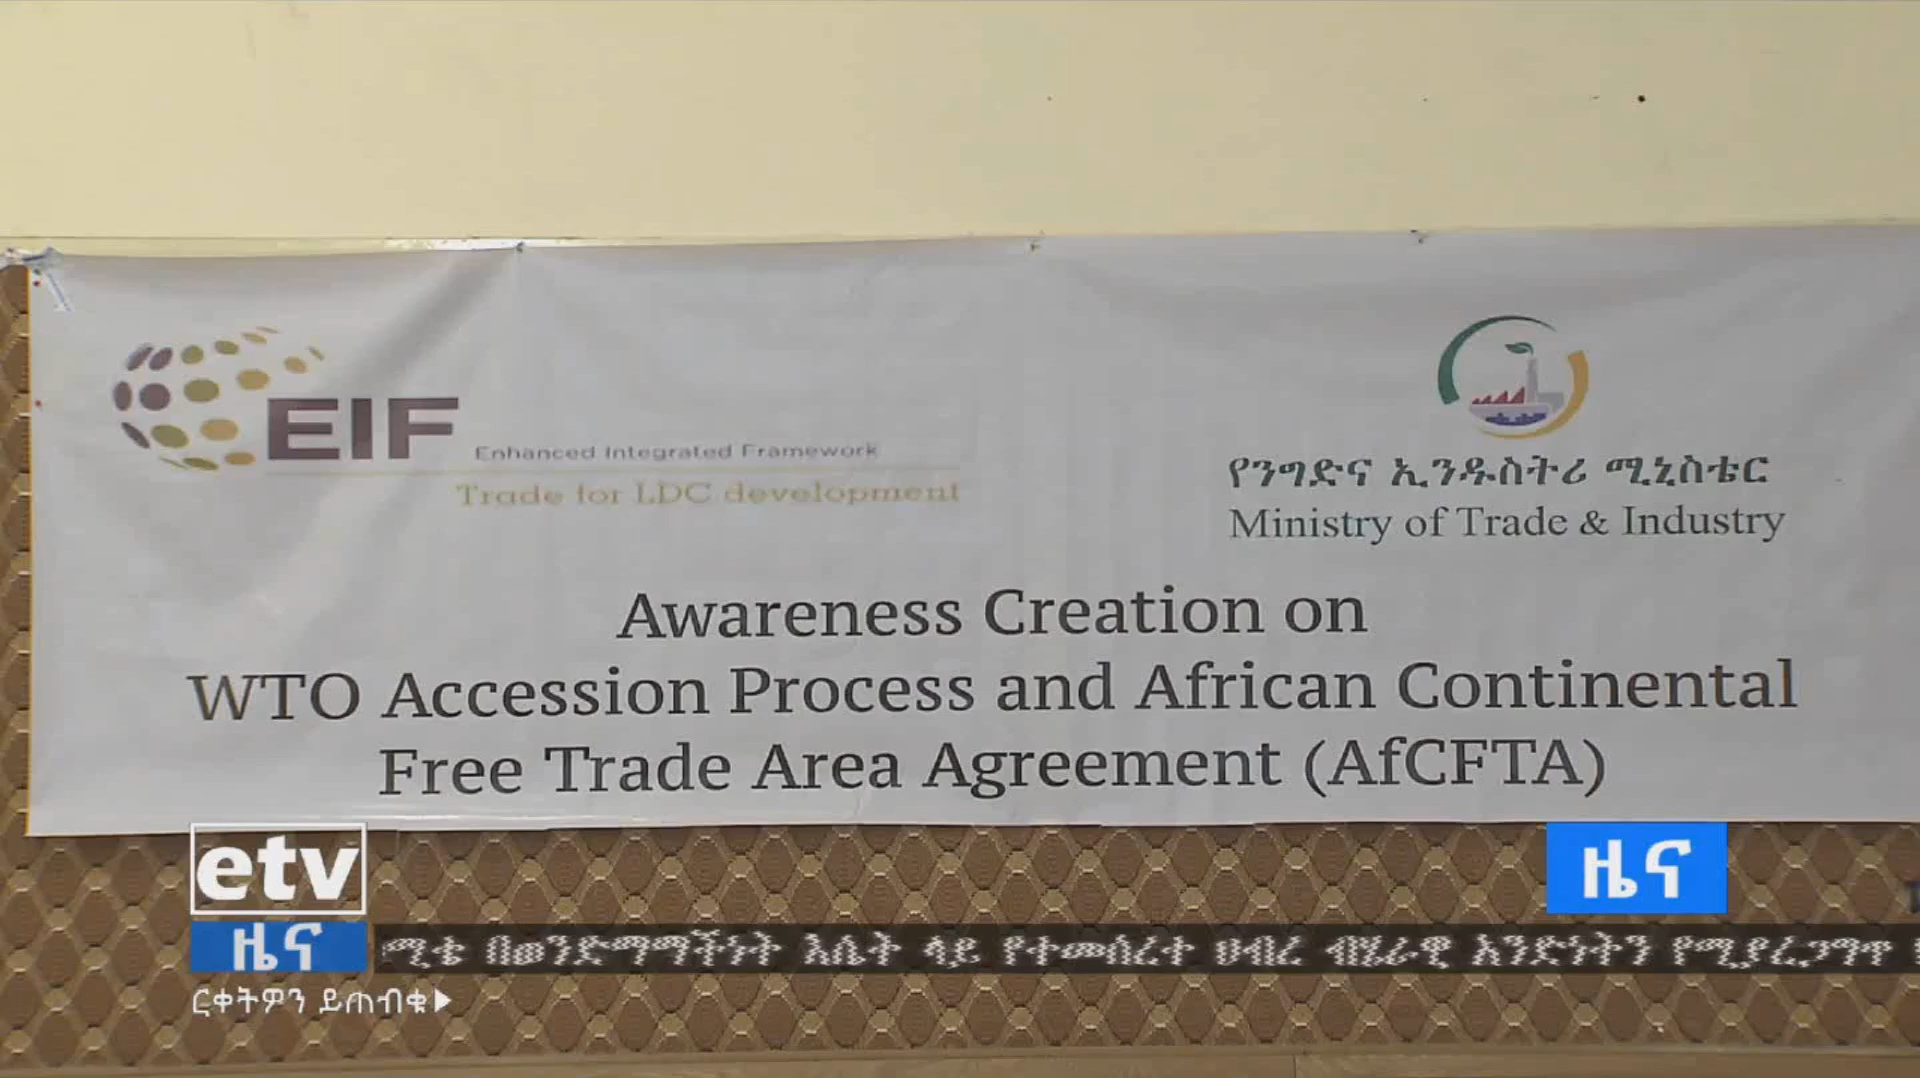 EIF
Enhanced Integrated Framework
Trade for LDC development
የንግድና ኢንዱስትሪ ሚኒስቴር
Ministry of Trade & Industry
Awareness Creation on
WTO Accession Process and African Continental
Free Trade Area Agreement (AfCFTA)
etv
ዜና
ዜና
ሚቴ በወንድማማችነት እሴት ላይ የተመሰረተ ህብረ ብሄራዊ አንድነትን የሚያረጋግጥ
ርቀትዎን ይጠብቁ